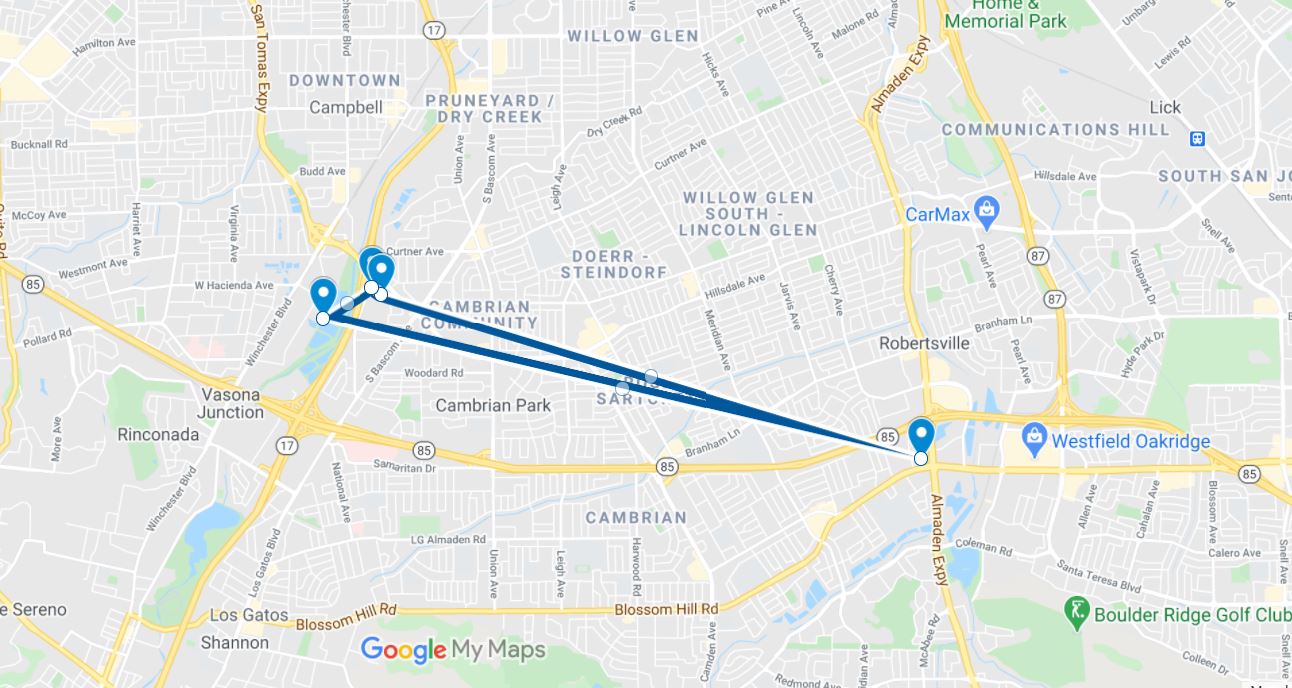 Home &
Memorial Park
Pine Ave
Malone Rd
Lincoln Ave
Umbarg
Lewis Rd
San Tomas Expy
17
WILLOW GLEN
Hamilton Ave
DOWNTOWN
Campbell
PRUNEYARD /
DRY CREEK
Hicks Ave
Almaden Expy
Lick
COMMUNICATIONS HILL
Dry Creek Rd
Bucknall Rd
Union Ave
S Bascom Ave
Curtner Ave
Budd Ave
Leigh Ave
Hillsdale Ave
SOUTH SAN JO
WILLOW GLEN
SOUTH -
LINCOLN GLEN
CarMax
McCoy Ave
Harriet Ave
Virginia Ave
Snell Ave
Curtner Ave
Westmont Ave
DOERR -
STEINDORF
Pearl Ave
87
Vistapark Dr
85
W Hacienda Ave
Hillsdale Ave
Cherry Ave
Jarvis Ave
87
CAMBRIAN
Winchester Blvd
Pollard Rd
Meridian Ave
Branham Ln
Robertsville
Hyde Park Dr
S Bascom
Pearl Ave
Woodard Rd
Vasona
Junction
Cambrian Park
More Ave
Rinconada
17
85
Branham Ln
85
Westfield Oakridge
Samaritan Dr
85
85
National Ave
Winchester Blvd
Allen Ave
Cahalan Ave
Blossom Ave
CAMBRIAN
Almaden Expy
LG Almaden Rd
Los Gatos Blvd
Union Ave
Leigh Ave
Harwood Rd
Coleman Rd
Calero Ave
Snell Ave
Santa Teresa Blvd
e Sereno
Los Gatos
Blossom Hill Rd
Blossom Hill Rd
Boulder Ridge Golf Club
Shannon
Google My Maps
Camden Ave
McAbee Rd
Colleen Dr
Redmond Ave